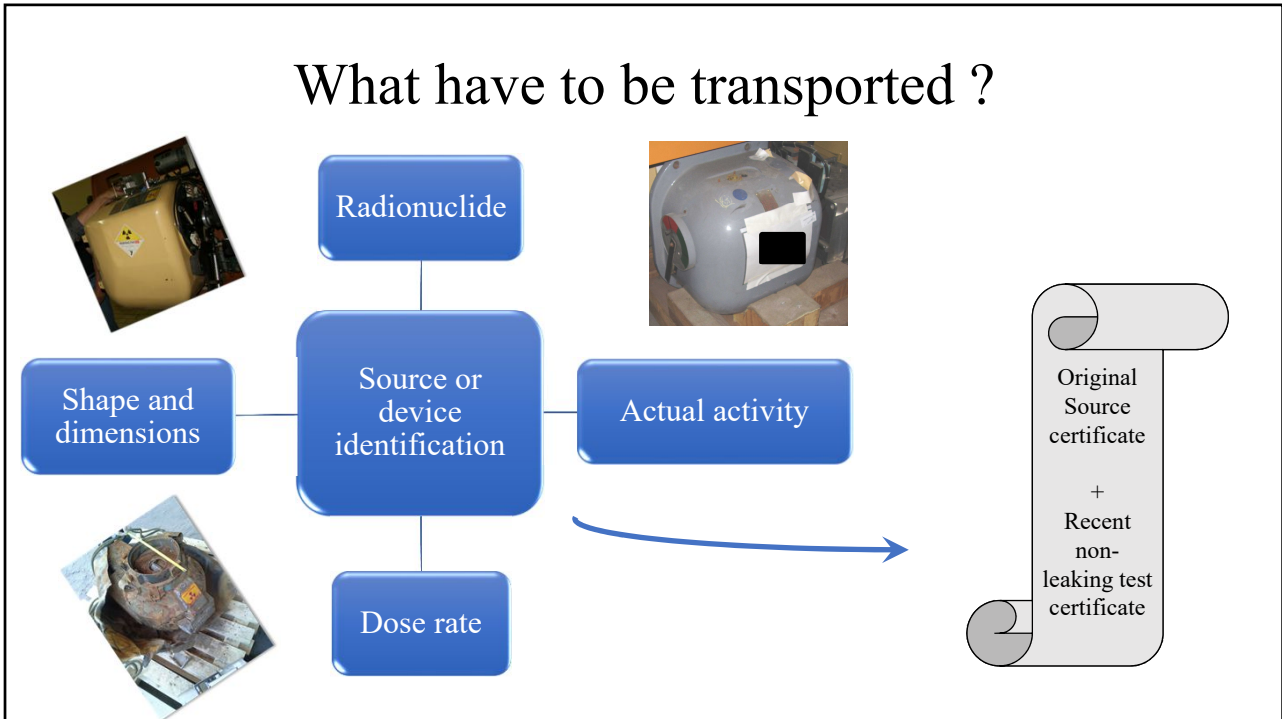 What have to be transported ?
Radionuclide
Shape and
dimensions
Source or
device
identification
Actual activity
Dose rate
Original
Source
certificate
+
Recent
non-
leaking test
certificate